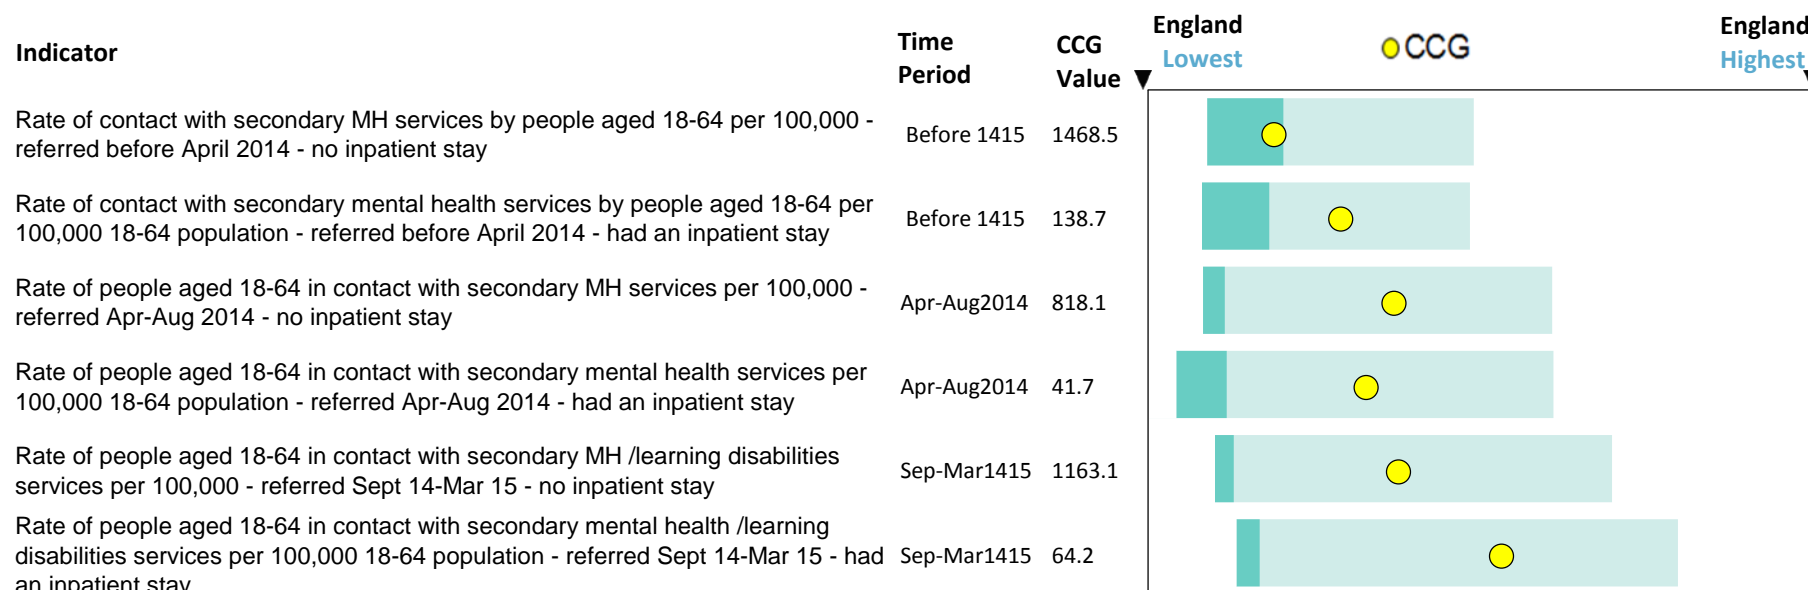 Indicator
Time
Period
CCG
Value
England
Lowest
CCG
England
Highest
Rate of contact with secondary MH services by people aged 18-64 per 100,000 -
referred before April 2014 - no inpatient stay
Before 1415
1468.5
Rate of contact with secondary mental health services by people aged 18-64 per
100,000 18-64 population - referred before April 2014 - had an inpatient stay
Before 1415
138.7
Rate of people aged 18-64 in contact with secondary MH services per 100,000 -
referred Apr-Aug 2014 - no inpatient stay
Apr-Aug2014
818.1
Rate of people aged 18-64 in contact with secondary mental health services per
100,000 18-64 population - referred Apr-Aug 2014 - had an inpatient stay
Apr-Aug2014
41.7
Rate of people aged 18-64 in contact with secondary MH /learning disabilities
services per 100,000 - referred Sept 14-Mar 15 - no inpatient stay
Sep-Mar1415
1163.1
Rate of people aged 18-64 in contact with secondary mental health /learning
disabilities services per 100,000 18-64 population - referred Sept 14-Mar 15 - had
an inpatient stay
Sep-Mar1415
64.2